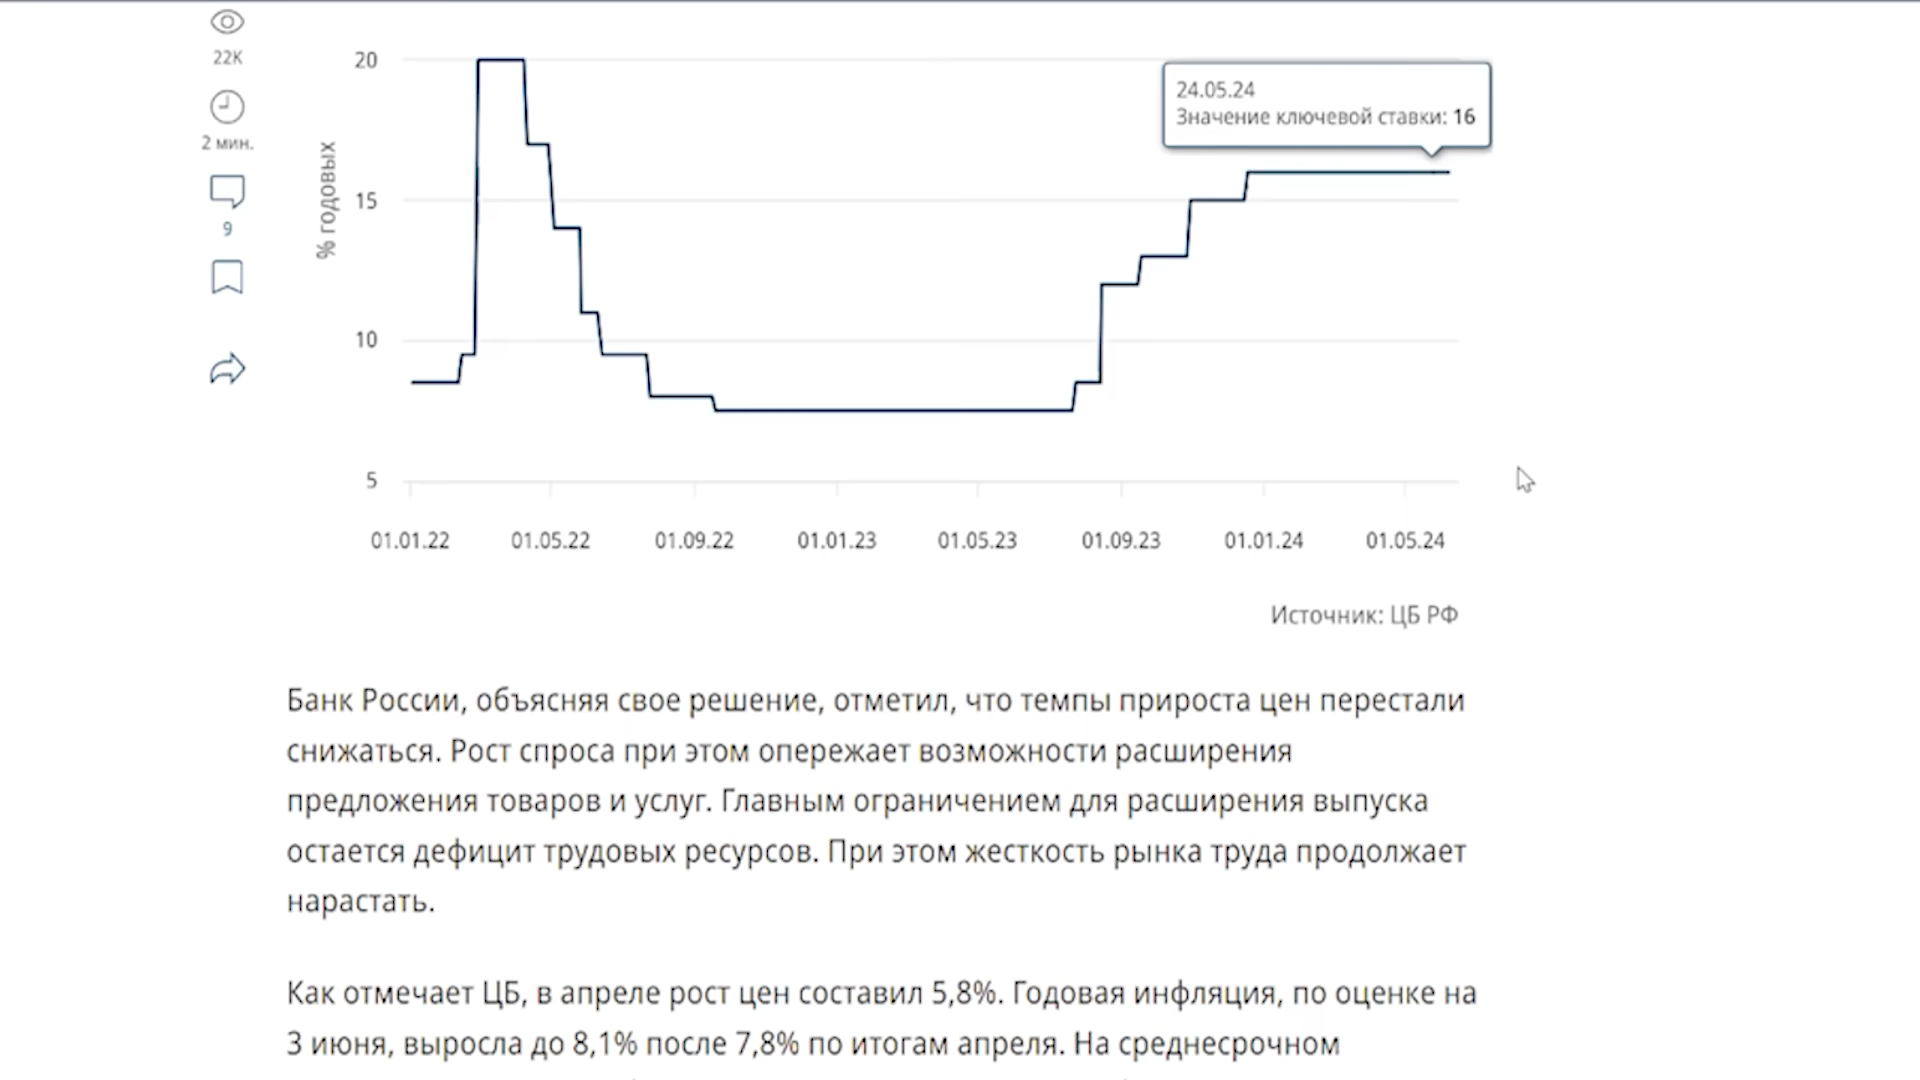 22K
2 мин.
9
% годовых
20
15
10
5
24.05.24
Значение ключевой ставки: 16
01.01.22 01.05.22 01.09.22 01.01.23 01.05.23 01.09.23 01.01.24 01.05.24
Источник: ЦБ РФ
Банк России, объясняя свое решение, отметил, что темпы прироста цен перестали
снижаться. Рост спроса при этом опережает возможности расширения
предложения товаров и услуг. Главным ограничением для расширения выпуска
остается дефицит трудовых ресурсов. При этом жесткость рынка труда продолжает
нарастать.
Как отмечает ЦБ, в апреле рост цен составил 5,8%. Годовая инфляция, по оценке на
3 июня, выросла до 8,1% после 7,8% по итогам апреля. На среднесрочном